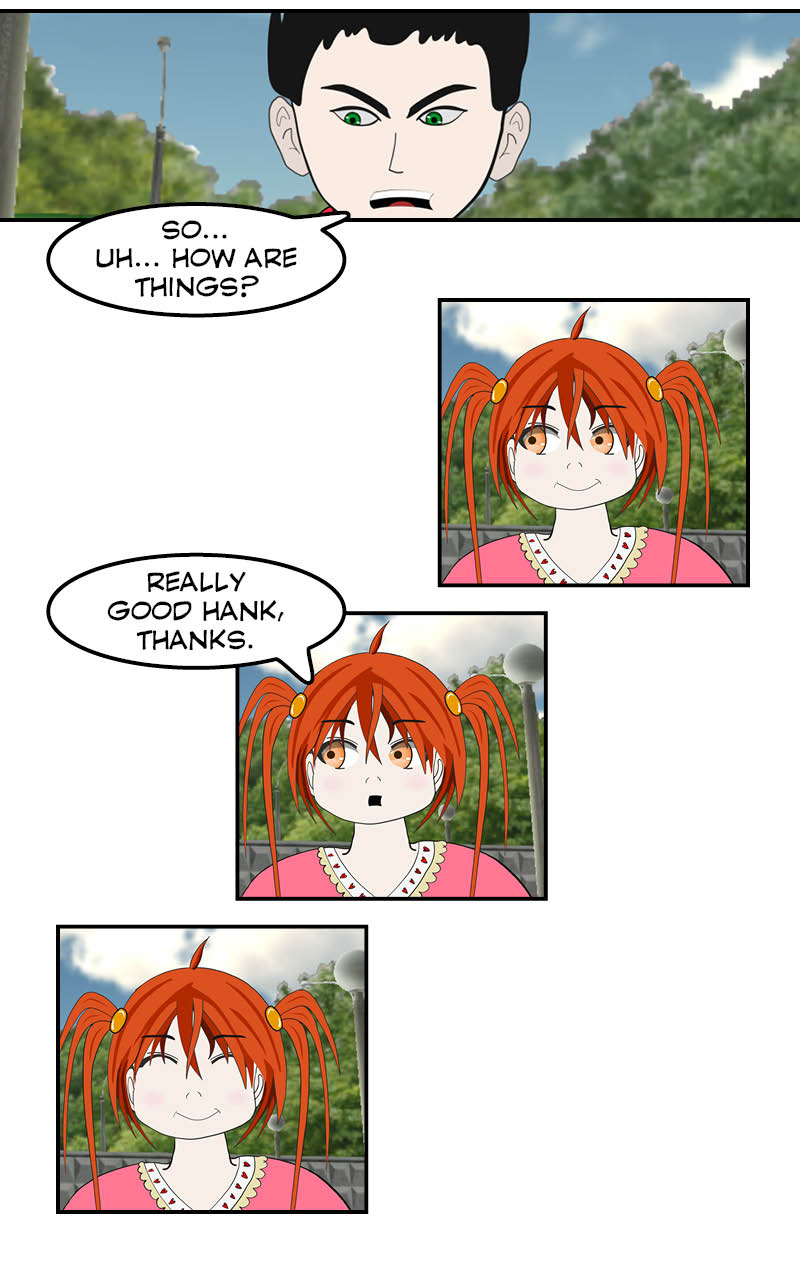 SO...
UH... HOW ARE
THINGS?
REALLY
GOOD HANK,
THANKS.